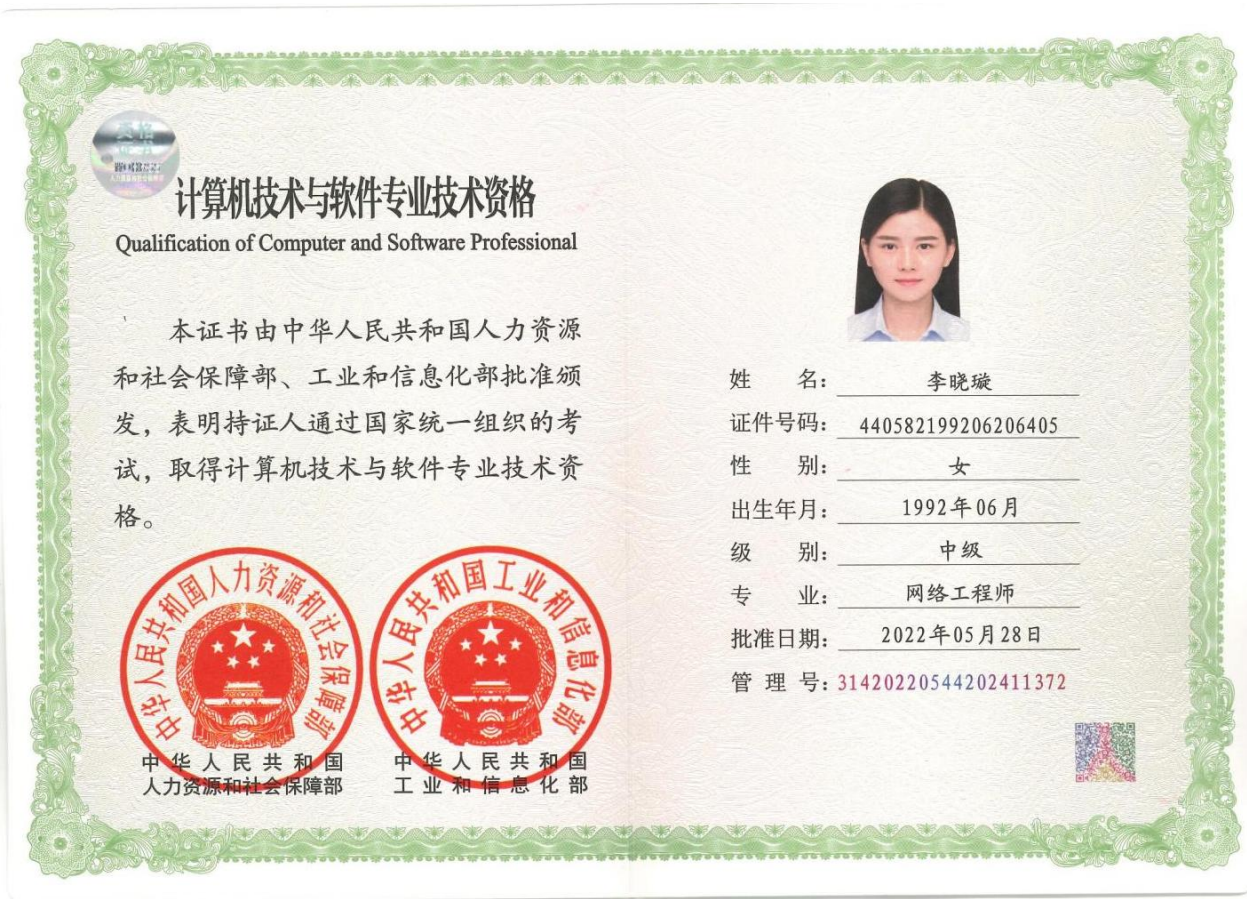 计算机技术与软件专业技术资格
Qualification of Computer and Software Professional
本证书由中华人民共和国人力资源
和社会保障部、工业和信息化部批准颁
发，表明持证人通过国家统一组织的考
试，取得计算机技术与软件专业技术资
格。
中华人民共和国人力资源和社会保障部
中华人民共和国工业和信息化部
中华人民共和国
人力资源和社会保障部
中华人民共和国
工业和信息化部
姓 名：李晓璇
证件号码：440582199206206405
性 别：女
出生年月：1992年06月
级 别：中级
专 业：网络工程师
批准日期：2022年05月28日
管 理 号：31420220544202411372